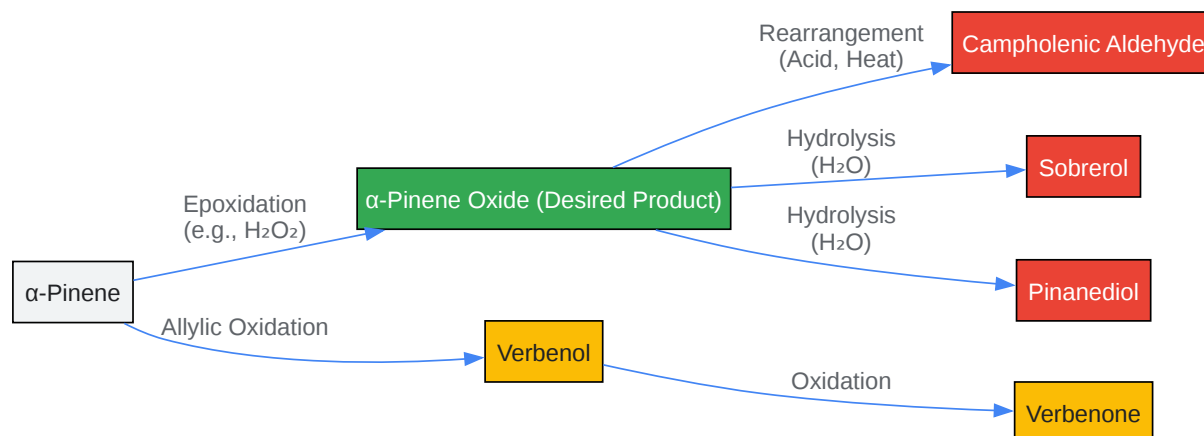 Rearrangement
(Acid, Heat)
Campholenic Aldehyde
Hydrolysis
(H₂O)
Sobrerol
α-Pinene Oxide (Desired Product)
Epoxidation
(e.g., H₂O₂)
Hydrolysis
(H₂O)
α-Pinene
Pinanediol
Allylic Oxidation
Verbenol
Oxidation
Verbenone